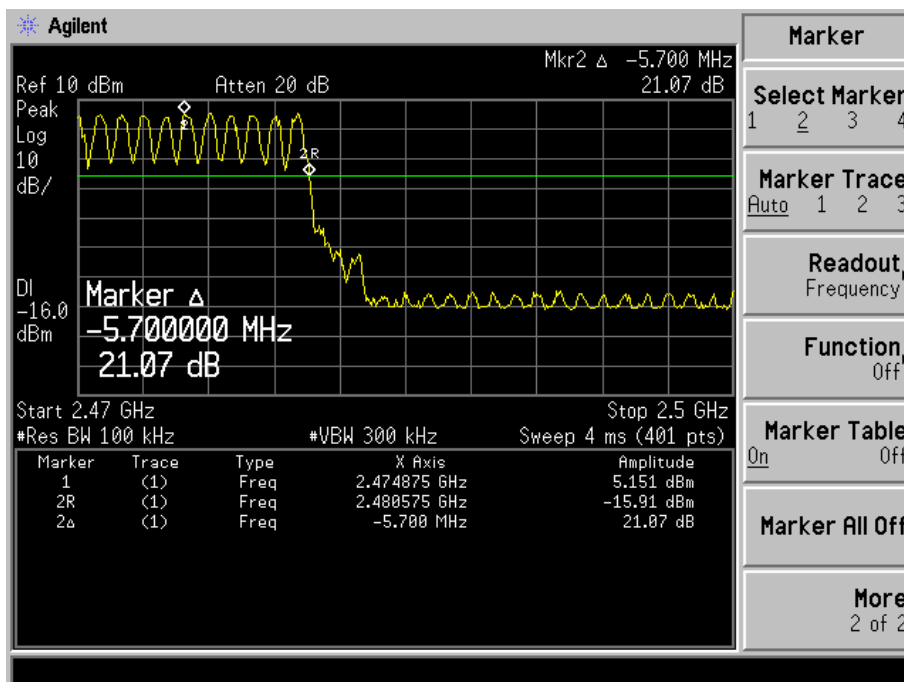 Agilent
Marker
Mkr2 Δ -5.700 MHz
Ref 10 dBm Atten 20 dB 21.07 dB
Peak
Log
10
dB/
2
2R
DI
-16.0
dBm
Marker Δ
-5.700000 MHz
21.07 dB
Start 2.47 GHz Stop 2.5 GHz
#Res BW 100 kHz #VBW 300 kHz Sweep 4 ms (401 pts)
Marker Trace Type X Axis Amplitude
1 (1) Freq 2.474875 GHz 5.151 dBm
2R (1) Freq 2.480575 GHz -15.91 dBm
2Δ (1) Freq -5.700 MHz 21.07 dB
Select Marker
1 2 3 4
Marker Trace
Auto 1 2 3
Readout
Frequency
Function
Off
Marker Table
On Off
Marker All Off
More
2 of 2